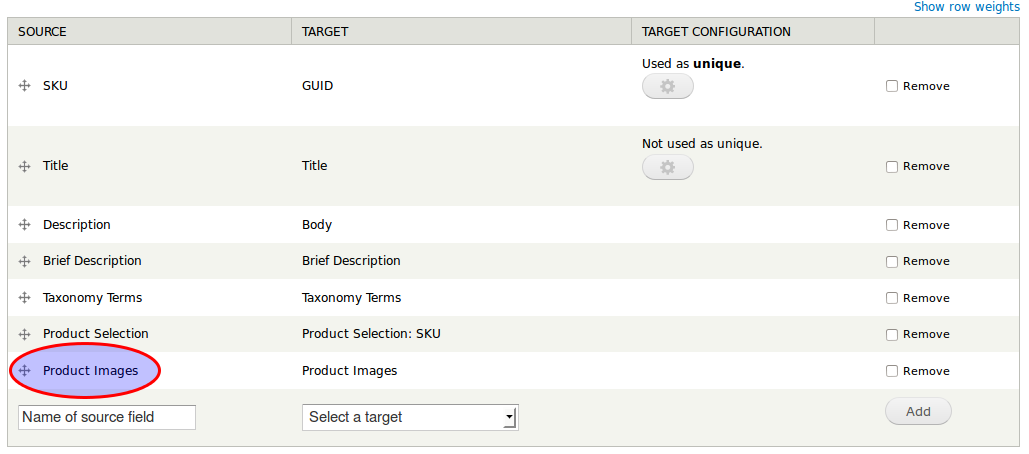 Show row weights
SOURCE TARGET TARGET CONFIGURATION
Used as unique.
SKU GUID Remove
Not used as unique.
Title Title Remove
Description Body Remove
Brief Description Brief Description Remove
Taxonomy Terms Taxonomy Terms Remove
Product Selection Product Selection: SKU Remove
Product Images Product Images Remove
Name of source field Select a target Add